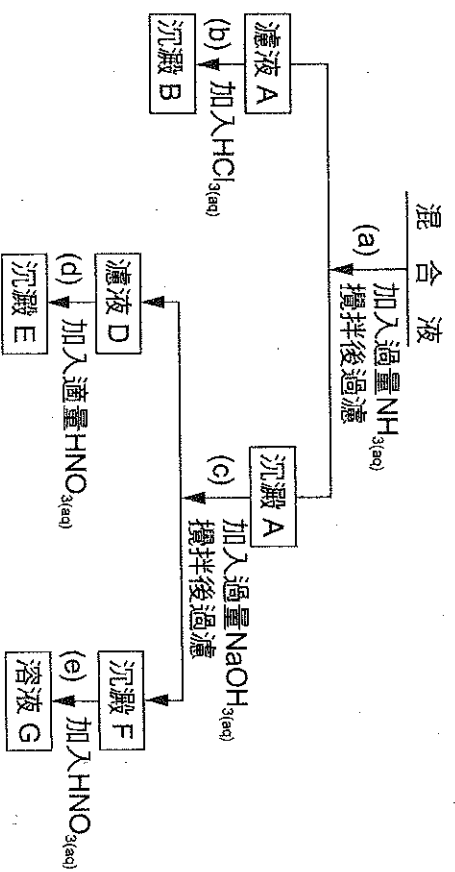 混合液
(a) 加入過量NH3(aq)
攪拌後過濾
濾液 A
(b) 加入HCl3(aq)
沉澱 B
沉澱 A
(c) 加入過量NaOH3(aq)
攪拌後過濾
濾液 D
(d) 加入適量HNO3(aq)
沉澱 E
沉澱 F
(e) 加入HNO3(aq)
溶液 G